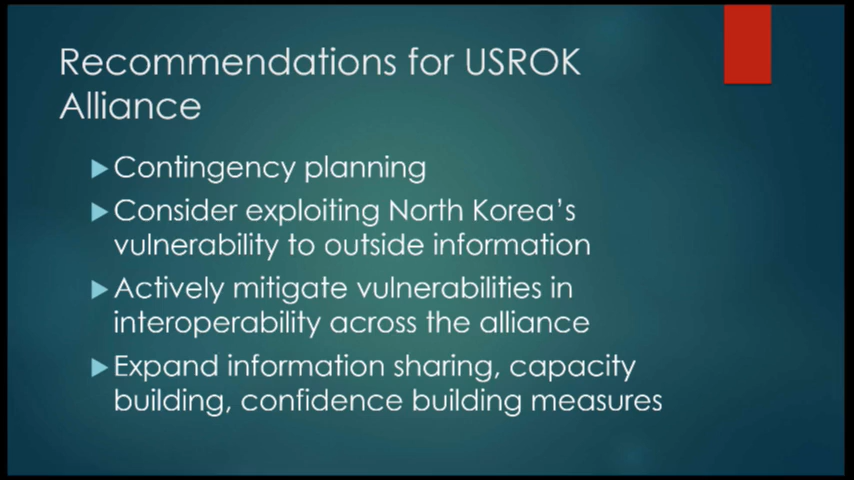 Recommendations for USROK
Alliance
Contingency planning
Consider exploiting North Korea's
vulnerability to outside information
Actively mitigate vulnerabilities in
interoperability across the alliance
Expand information sharing, capacity
building, confidence building measures